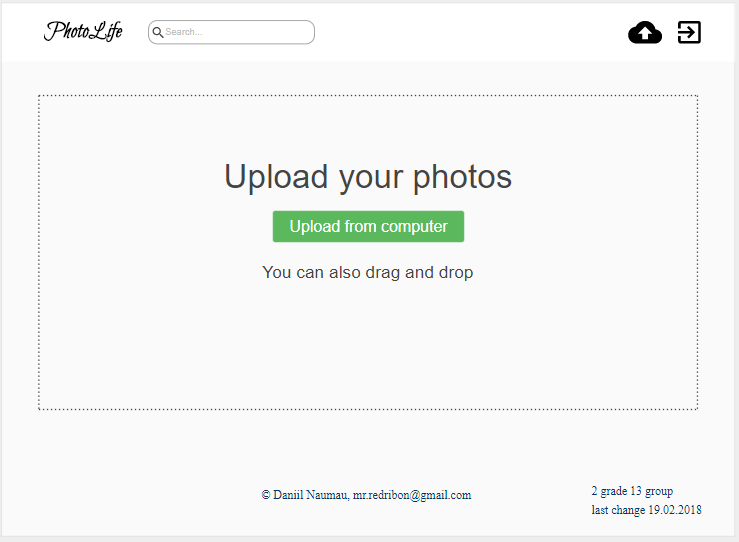 PhotoLife
Search...
Upload your photos
Upload from computer
You can also drag and drop
© Daniil Naumau, mr.redribon@gmail.com
2 grade 13 group
last change 19.02.2018